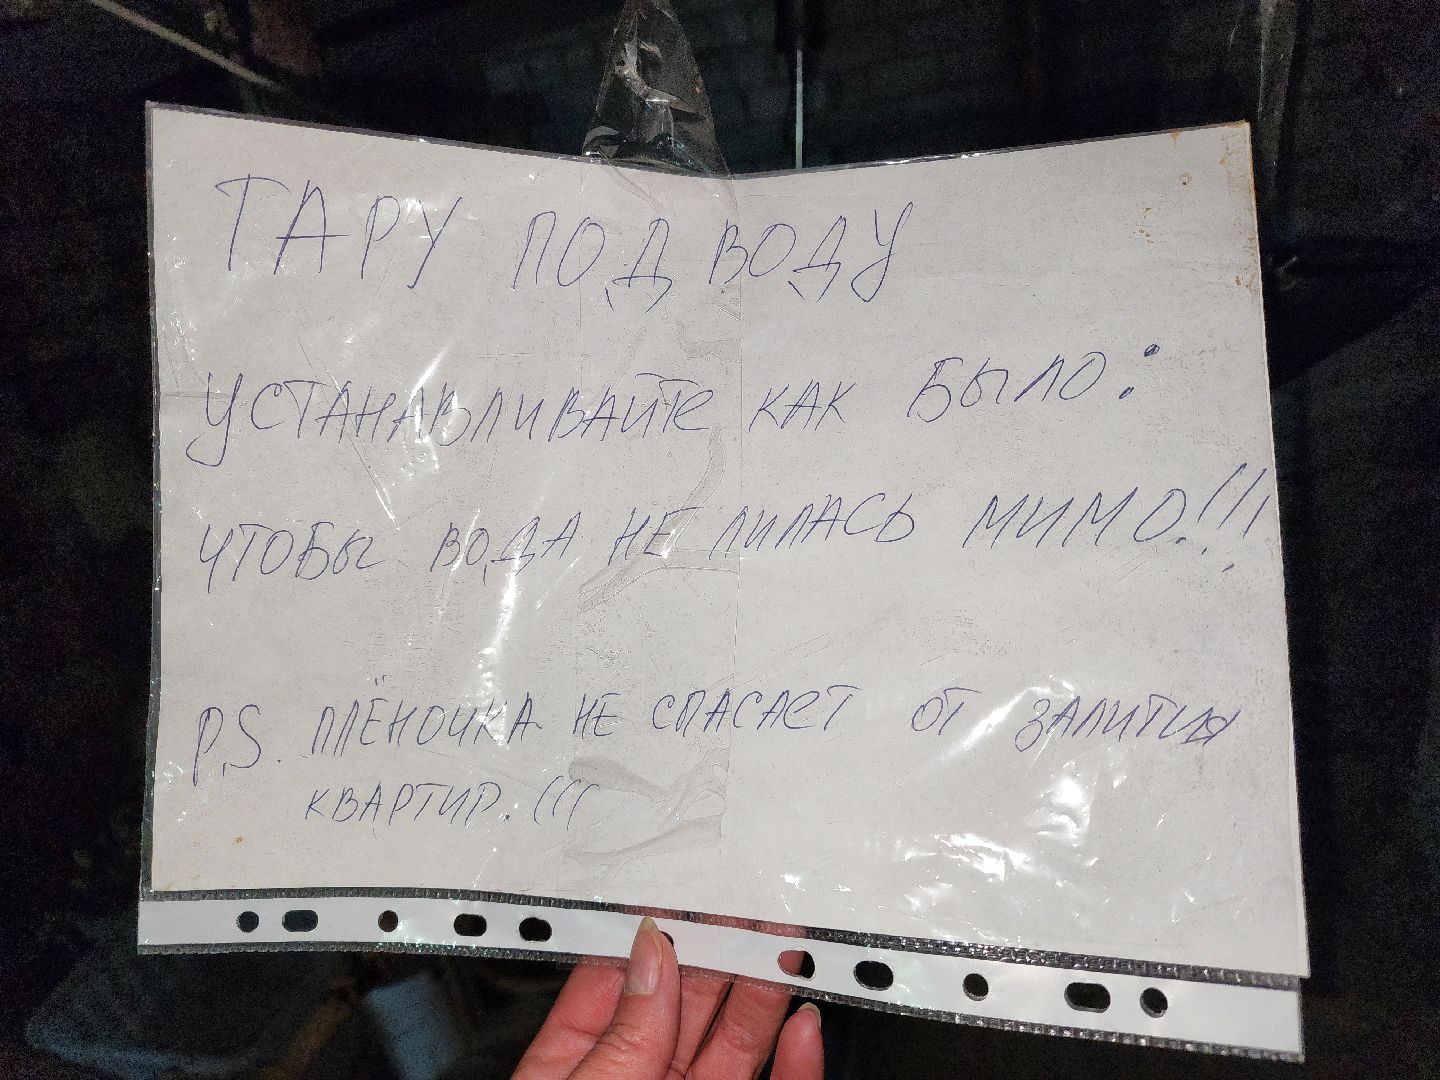 ТАРУ ПОД ВОДУ
УСТАНАВЛИВАЙТЕ КАК БЫЛО:
ЧТОБЫ ВОДА НЕ ЛИЛАСЬ МИМО!!!
P.S. ПЛЁНОЧКА НЕ СПАСАЕТ ОТ ЗАЛИТИЯ
КВАРТИР. (((